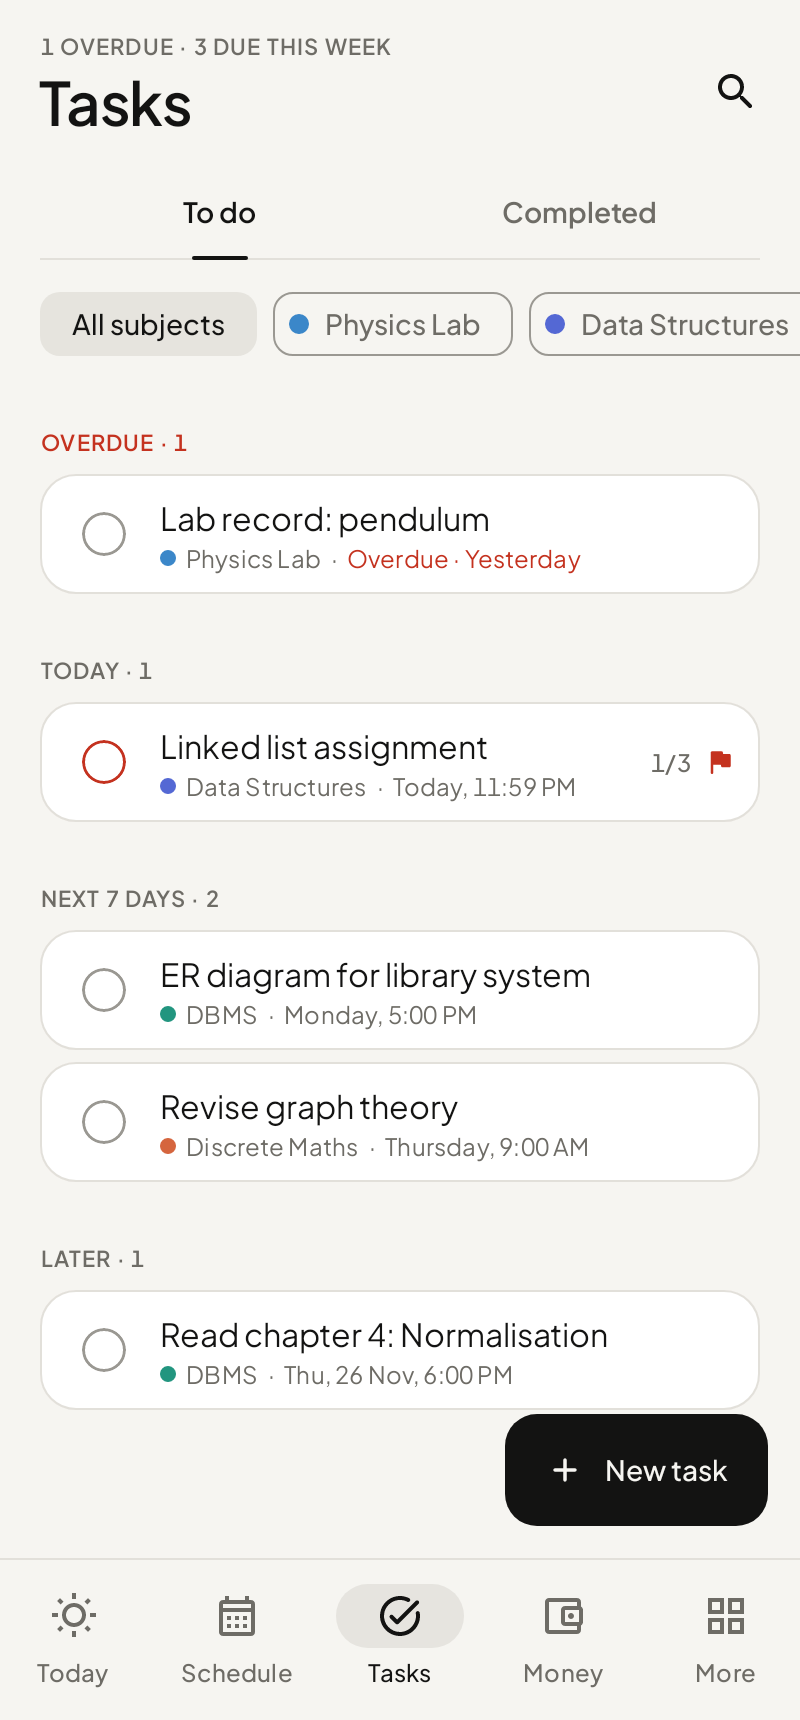 1 OVERDUE · 3 DUE THIS WEEK
Tasks
To do
Completed
All subjects
Physics Lab
Data Structures
OVERDUE · 1
Lab record: pendulum
Physics Lab · Overdue · Yesterday
TODAY · 1
Linked list assignment
1/3
Data Structures · Today, 11:59 PM
NEXT 7 DAYS · 2
ER diagram for library system
DBMS · Monday, 5:00 PM
Revise graph theory
Discrete Maths · Thursday, 9:00 AM
LATER · 1
Read chapter 4: Normalisation
DBMS · Thu, 26 Nov, 6:00 PM
New task
Today
Schedule
Tasks
Money
More